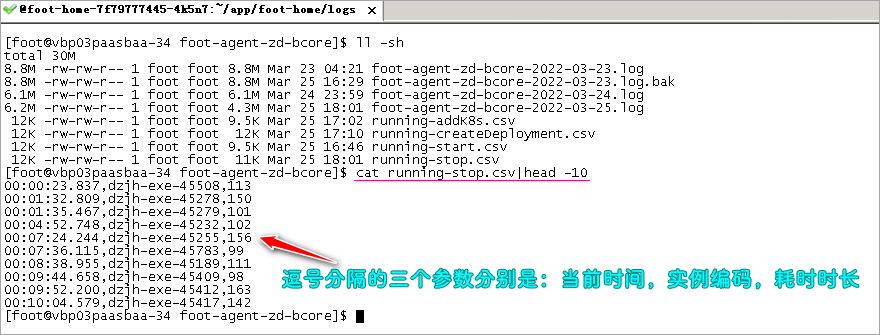 @foot-home-7f79777445-4k5n7:~/app/foot-home/logs
[foot@vbp03paasbaa-34 foot-agent-zd-bcore]$ ll -sh
total 30M
8.8M -rw-rw-r-- 1 foot foot 8.8M Mar 23 04:21 foot-agent-zd-bcore-2022-03-23.log
8.8M -rw-rw-r-- 1 foot foot 8.8M Mar 25 16:29 foot-agent-zd-bcore-2022-03-23.log.bak
6.1M -rw-rw-r-- 1 foot foot 6.1M Mar 24 23:59 foot-agent-zd-bcore-2022-03-24.log
6.2M -rw-rw-r-- 1 foot foot 4.3M Mar 25 18:01 foot-agent-zd-bcore-2022-03-25.log
12K -rw-rw-r-- 1 foot foot 9.5K Mar 25 17:02 running-addK8s.csv
12K -rw-rw-r-- 1 foot foot 12K Mar 25 17:10 running-createDeployment.csv
12K -rw-rw-r-- 1 foot foot 9.5K Mar 25 16:46 running-start.csv
12K -rw-rw-r-- 1 foot foot 11K Mar 25 18:01 running-stop.csv
[foot@vbp03paasbaa-34 foot-agent-zd-bcore]$ cat running-stop.csv|head -10
00:00:23.837,dzjh-exe-45508,113
00:01:32.809,dzjh-exe-45278,150
00:01:35.467,dzjh-exe-45279,101
00:04:52.748,dzjh-exe-45232,102
00:07:24.244,dzjh-exe-45255,156
00:07:36.115,dzjh-exe-45783,99
00:08:38.955,dzjh-exe-45189,111
00:09:44.658,dzjh-exe-45409,98
00:09:52.200,dzjh-exe-45412,163
00:10:04.579,dzjh-exe-45417,142
逗号分隔的三个参数分别是：当前时间，实例编码，耗时时长
[foot@vbp03paasbaa-34 foot-agent-zd-bcore]$